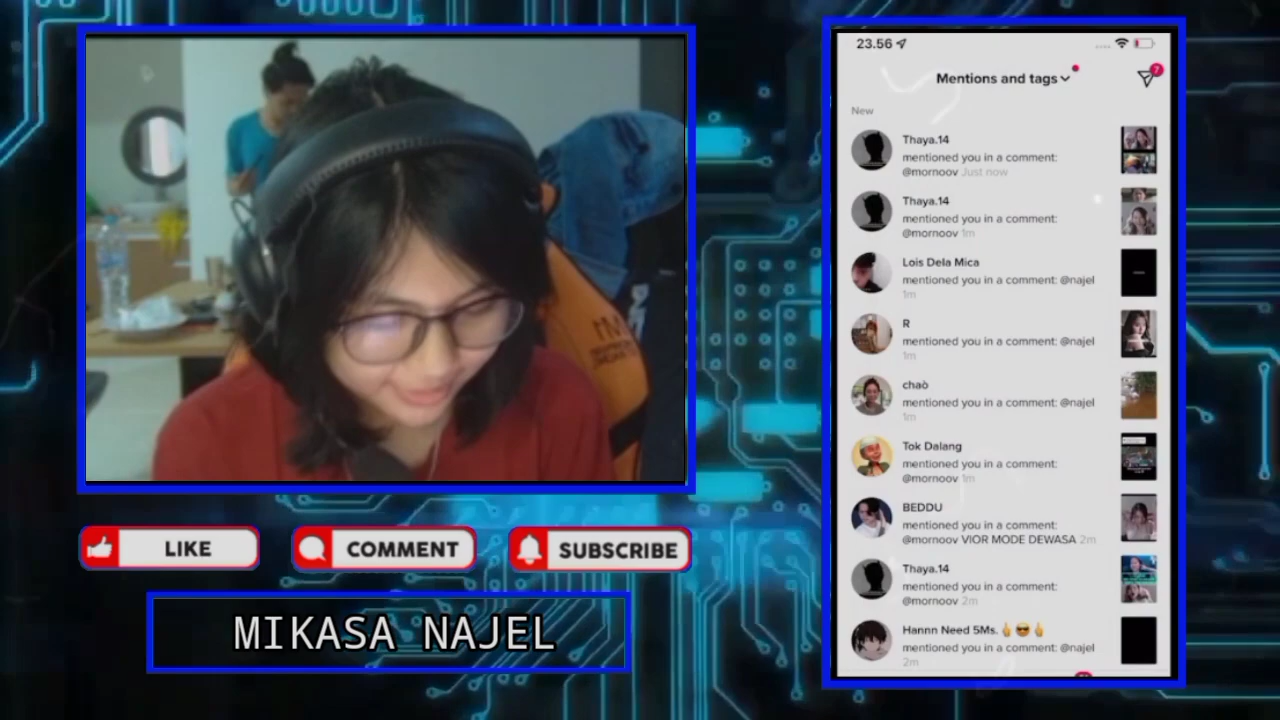 23.56
Mentions and tags
7
New
Thaya.14
mentioned you in a comment:
@mornoov Just now
Thaya.14
mentioned you in a comment:
@mornoov 1m
Lois Dela Mica
mentioned you in a comment: @najel
1m
R
mentioned you in a comment: @najel
1m
chaò
mentioned you in a comment: @najel
1m
Tok Dalang
mentioned you in a comment:
@mornoov 1m
BEDDU
mentioned you in a comment:
@mornoov VIOR MODE DEWASA 2m
Thaya.14
mentioned you in a comment:
@mornoov 2m
Hannn Need 5Ms.🖕😎🖕
mentioned you in a comment: @najel
2m
LIKE
COMMENT
SUBSCRIBE
MIKASA NAJEL